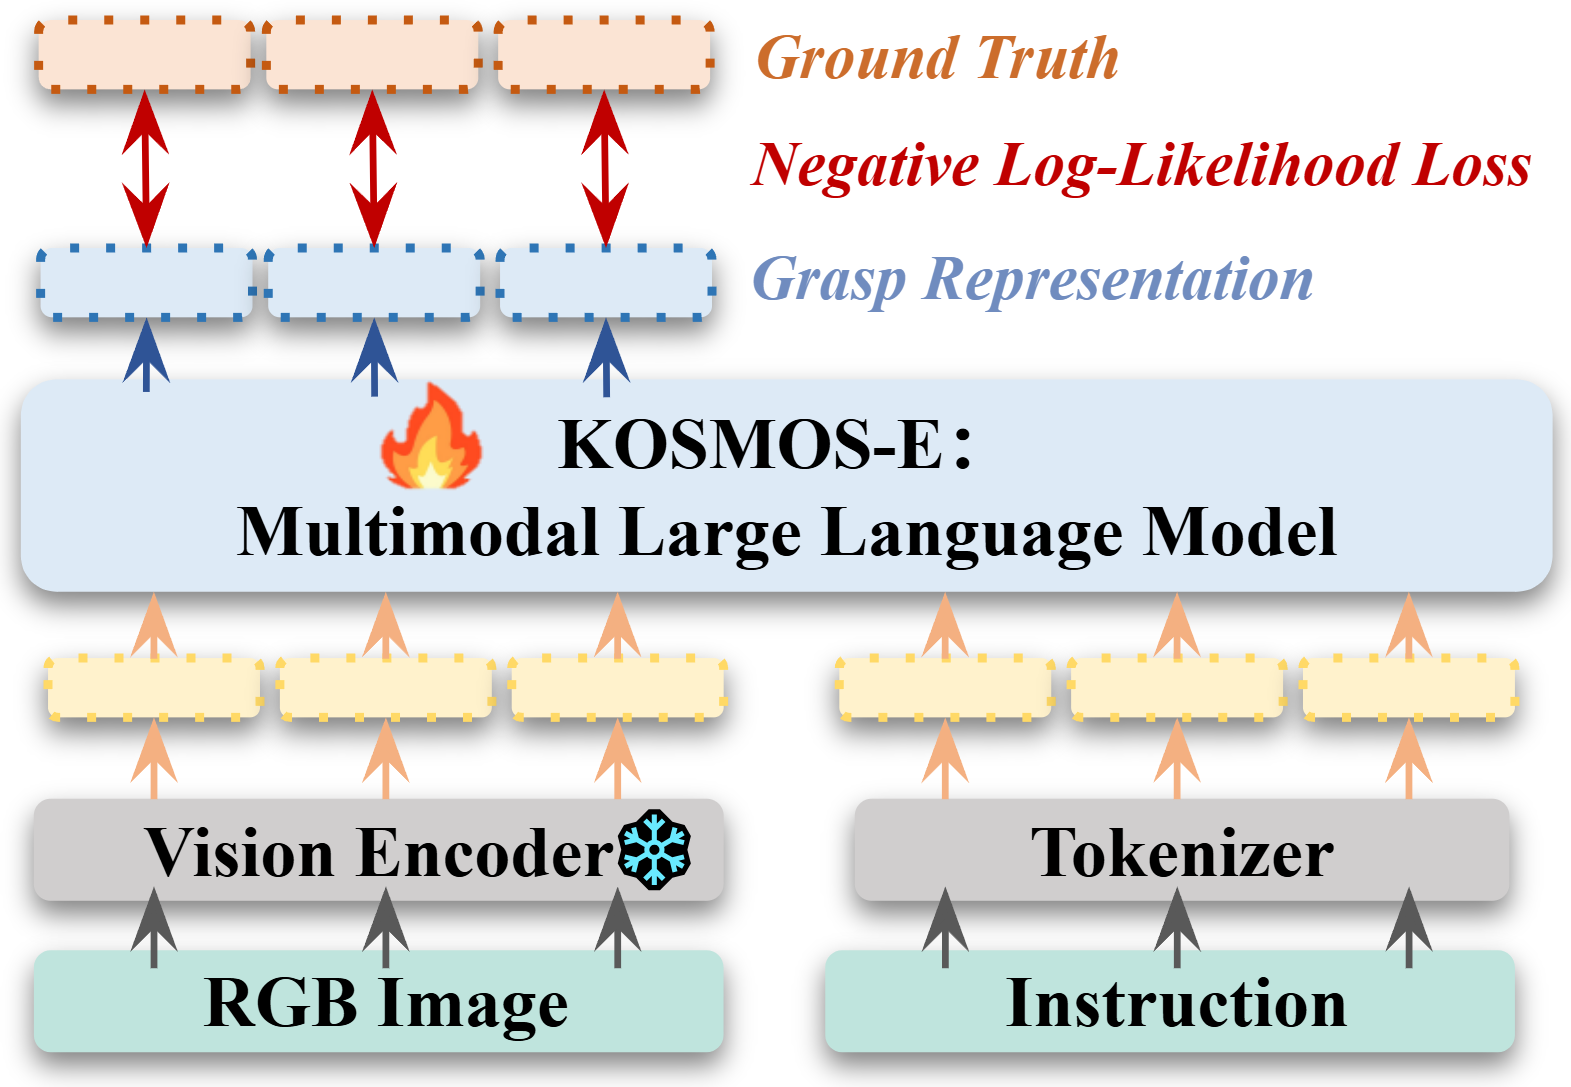 Ground Truth
Negative Log-Likelihood Loss
Grasp Representation
KOSMOS-E:
Multimodal Large Language Model
Vision Encoder
Tokenizer
RGB Image
Instruction